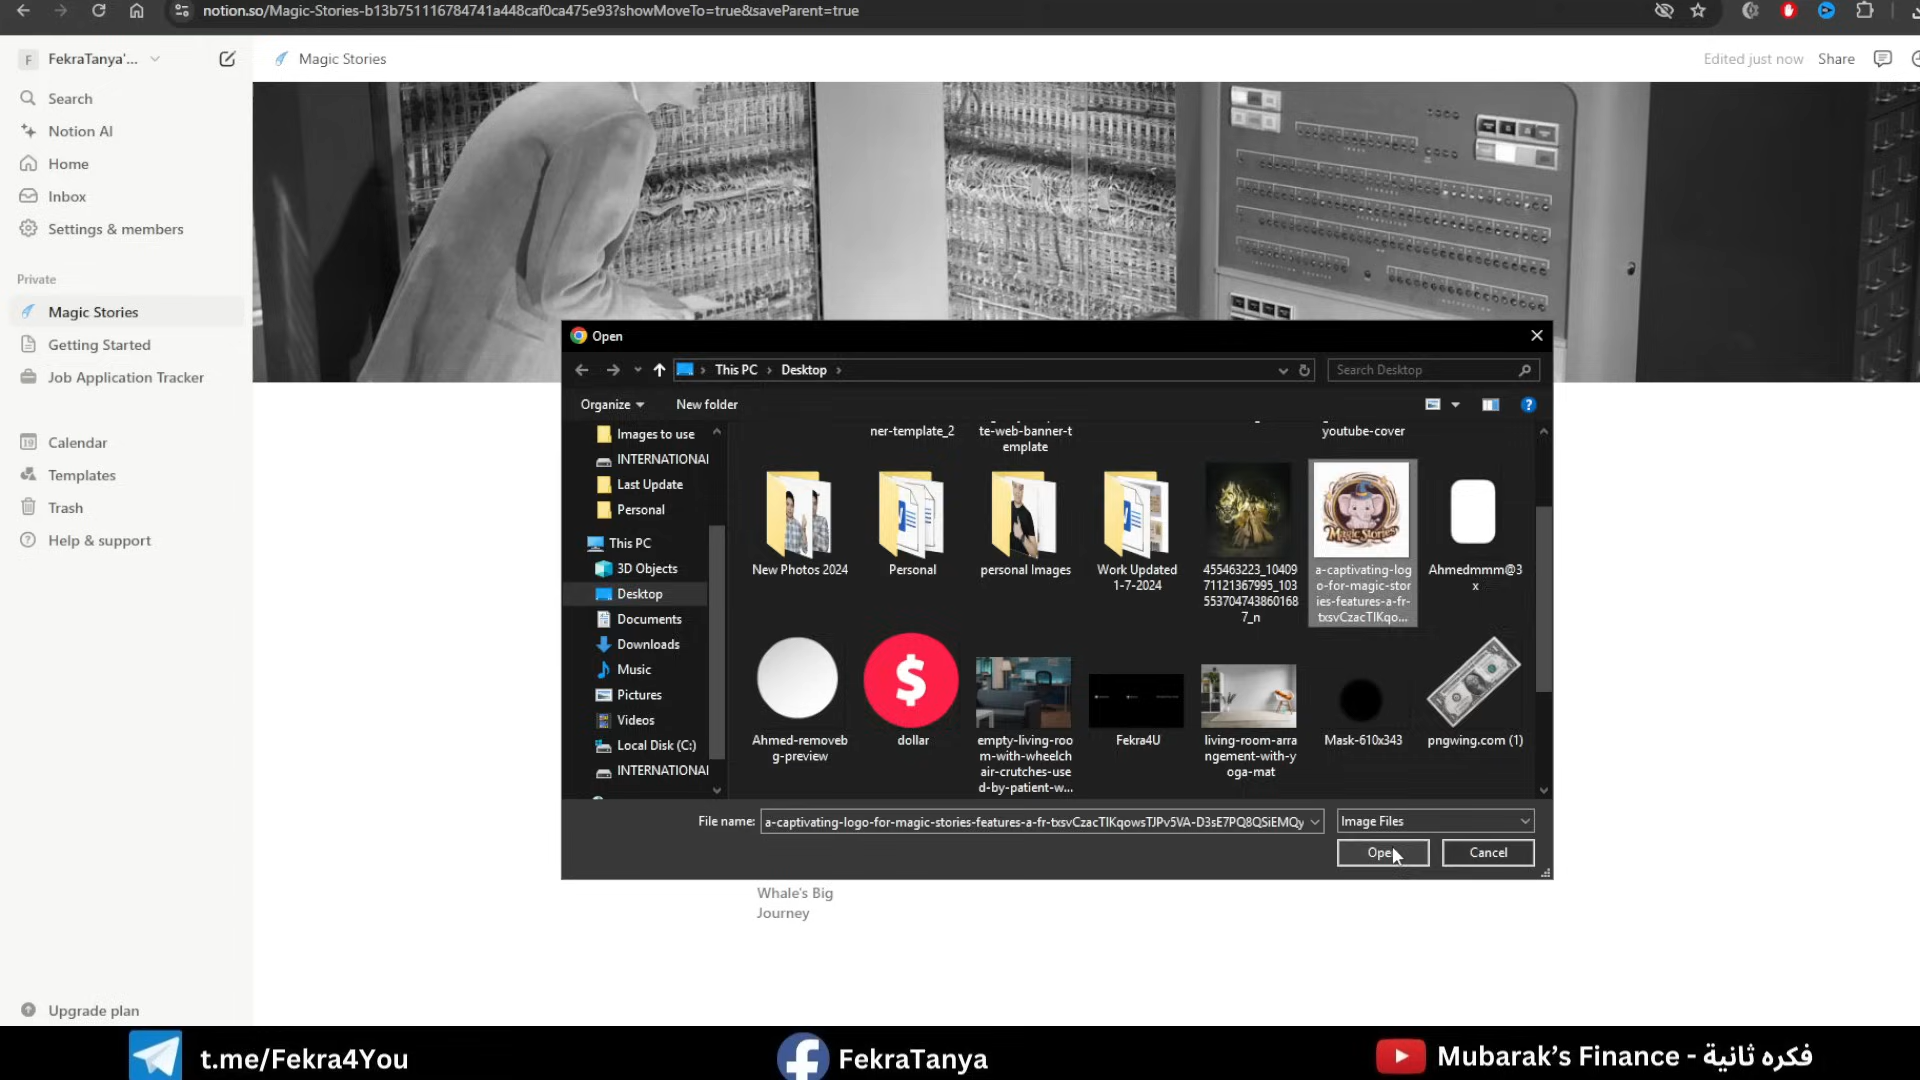 notion.so/Magic-Stories-b13b751116784741a448caf0ca475e93?showMoveTo=true&saveParent=true
F FekraTanya'...
Magic Stories
Edited just now
Share
Search
Notion AI
Home
Inbox
Settings & members
Private
Magic Stories
Getting Started
Job Application Tracker
Calendar
Templates
Trash
Help & support
Upgrade plan
Open
This PC
Desktop
Search Desktop
Organize
New folder
Images to use
INTERNATIONAL
Last Update
Personal
This PC
3D Objects
Desktop
Documents
Downloads
Music
Pictures
Videos
Local Disk (C:)
INTERNATIONAL
ner-template_2
te-web-banner-t
emplate
youtube-cover
New Photos 2024
Personal
personal Images
Work Updated
1-7-2024
455463223_10409
71121367995_103
553704743860168
7_n
Magic Stories
a-captivating-log
o-for-magic-stor
ies-features-a-fr-
txsvCzacTIKqo...
Ahmedmmm@3
x
Ahmed-removeb
g-preview
$
dollar
empty-living-roo
m-with-wheelch
air-crutches-use
d-by-patient-w...
Fekra4U
living-room-arra
ngement-with-y
oga-mat
Mask-610x343
pngwing.com (1)
File name:
a-captivating-logo-for-magic-stories-features-a-fr-txsvCzacTIKqowsTJPv5VA-D3sE7PQ8QSiEMQy
Image Files
Open
Cancel
Whale's Big
Journey
t.me/Fekra4You
FekraTanya
Mubarak's Finance - فكره ثانية